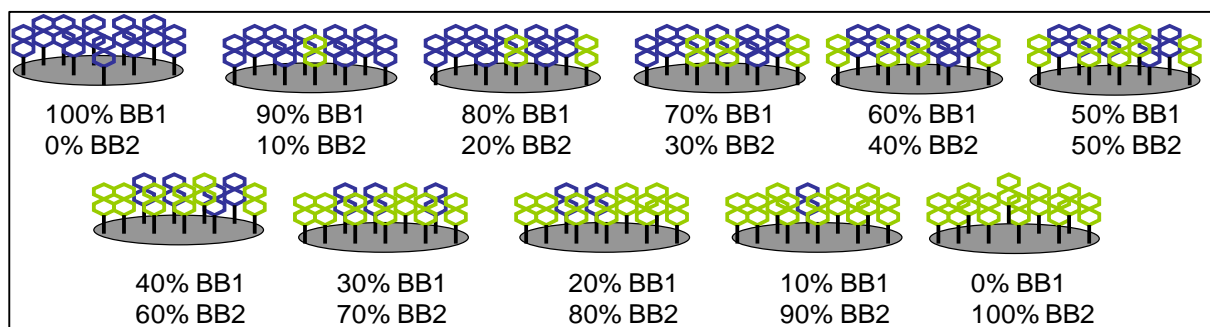 100% BB1
0% BB2
90% BB1
10% BB2
80% BB1
20% BB2
70% BB1
30% BB2
60% BB1
40% BB2
50% BB1
50% BB2
40% BB1
60% BB2
30% BB1
70% BB2
20% BB1
80% BB2
10% BB1
90% BB2
0% BB1
100% BB2